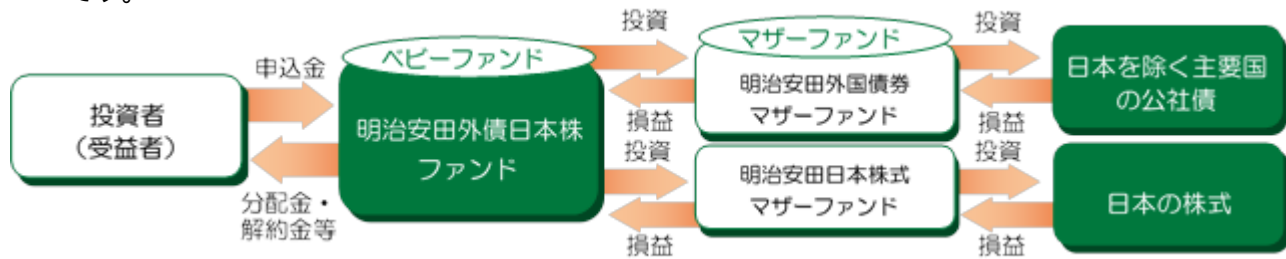 です。
投資者
（受益者）
申込金
分配金・
解約金等
ベビーファンド
明治安田外債日本株
ファンド
投資
損益
投資
損益
マザーファンド
明治安田外国債券
マザーファンド
明治安田日本株式
マザーファンド
投資
損益
投資
損益
日本を除く主要国
の公社債
日本の株式